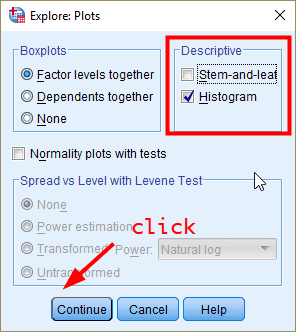 Explore: Plots
Boxplots
Factor levels together
Dependents together
None
Descriptive
Stem-and-leaf
Histogram
Normality plots with tests
Spread vs Level with Levene Test
None
Power estimation
Transformed Power: Natural log
Untransformed
click
Continue Cancel Help